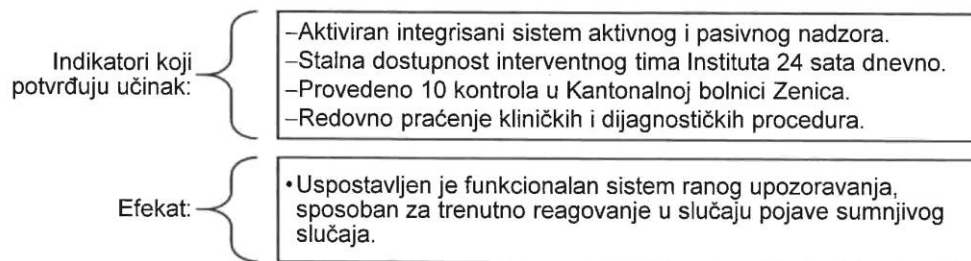 Indikatori koji
potvrđuju učinak:
–Aktiviran integrisani sistem aktivnog i pasivnog nadzora.
–Stalna dostupnost interventnog tima Instituta 24 sata dnevno.
–Provedeno 10 kontrola u Kantonalnoj bolnici Zenica.
–Redovno praćenje kliničkih i dijagnostičkih procedura.
Efekat:
•Uspostavljen je funkcionalan sistem ranog upozoravanja,
sposoban za trenutno reagovanje u slučaju pojave sumnjivog
slučaja.